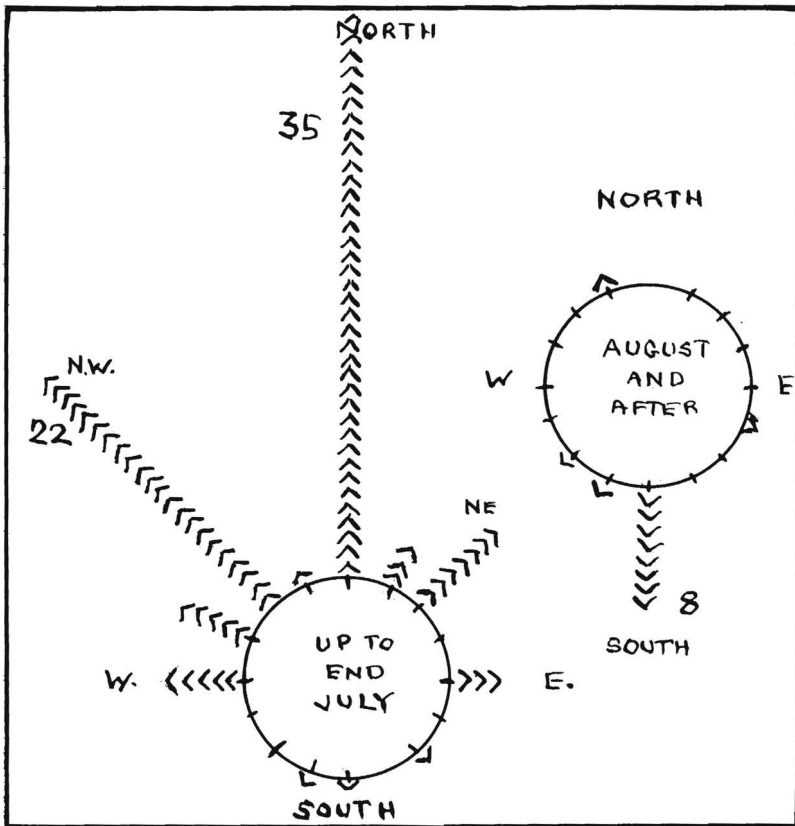 NORTH
35
NORTH
N.W.
22
W
AUGUST
AND
AFTER
E
NE
8
SOUTH
UP TO
END
JULY
W.
E.
SOUTH